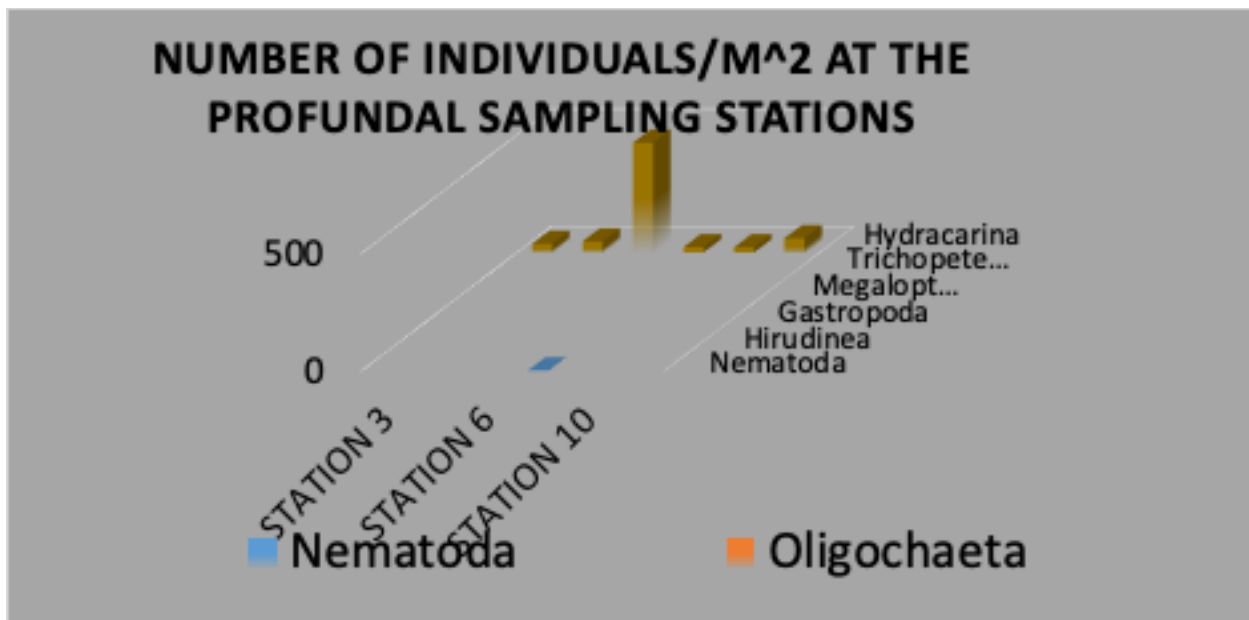 NUMBER OF INDIVIDUALS/M^2 AT THE
PROFUNDAL SAMPLING STATIONS
500
0
Hydracarina
Trichopete...
Megalopt...
Gastropoda
Hirudinea
Nematoda
STATION 3
STATION 6
STATION 10
Nematoda
Oligochaeta